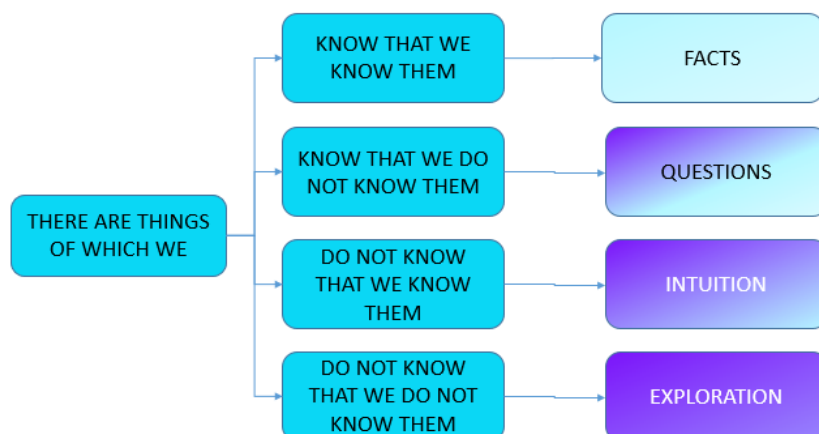 KNOW THAT WE
KNOW THEM
FACTS
KNOW THAT WE DO
NOT KNOW THEM
QUESTIONS
THERE ARE THINGS
OF WHICH WE
DO NOT KNOW
THAT WE KNOW
THEM
INTUITION
DO NOT KNOW
THAT WE DO NOT
KNOW THEM
EXPLORATION